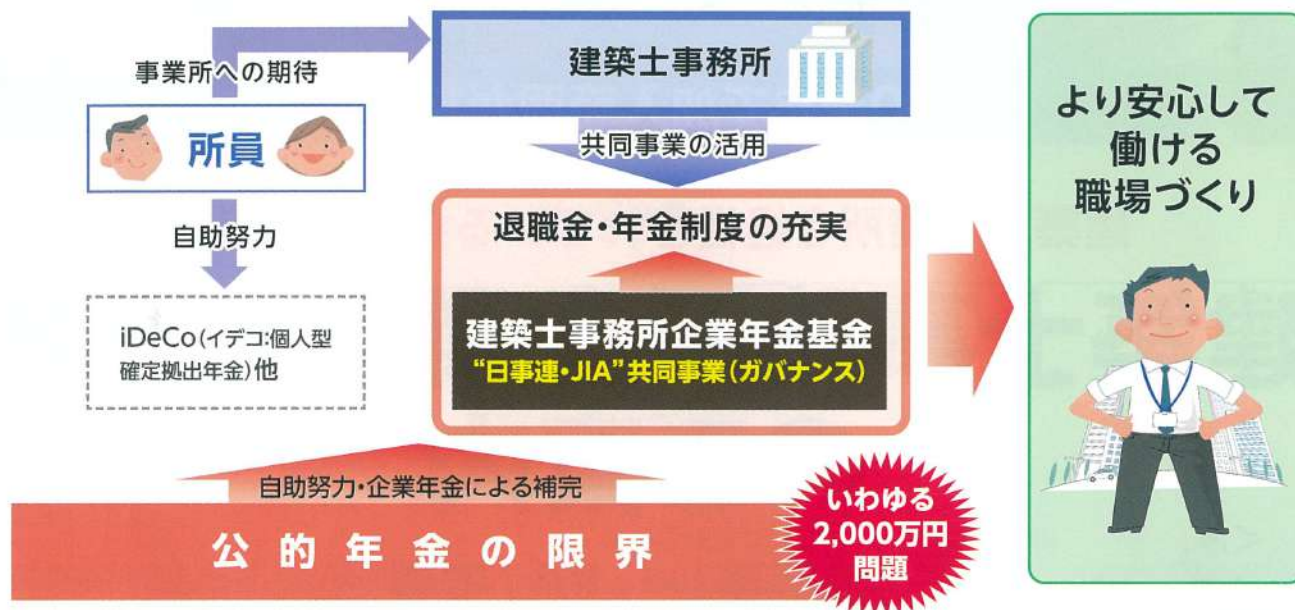 事業所への期待
所員
自助努力
iDeCo(イデコ:個人型
確定拠出年金)他
建築士事務所
共同事業の活用
退職金・年金制度の充実
建築士事務所企業年金基金
“日事連・JIA”共同事業(ガバナンス)
自助努力・企業年金による補完
公的年金の限界
いわゆる
2,000万円
問題
より安心して
働ける
職場づくり